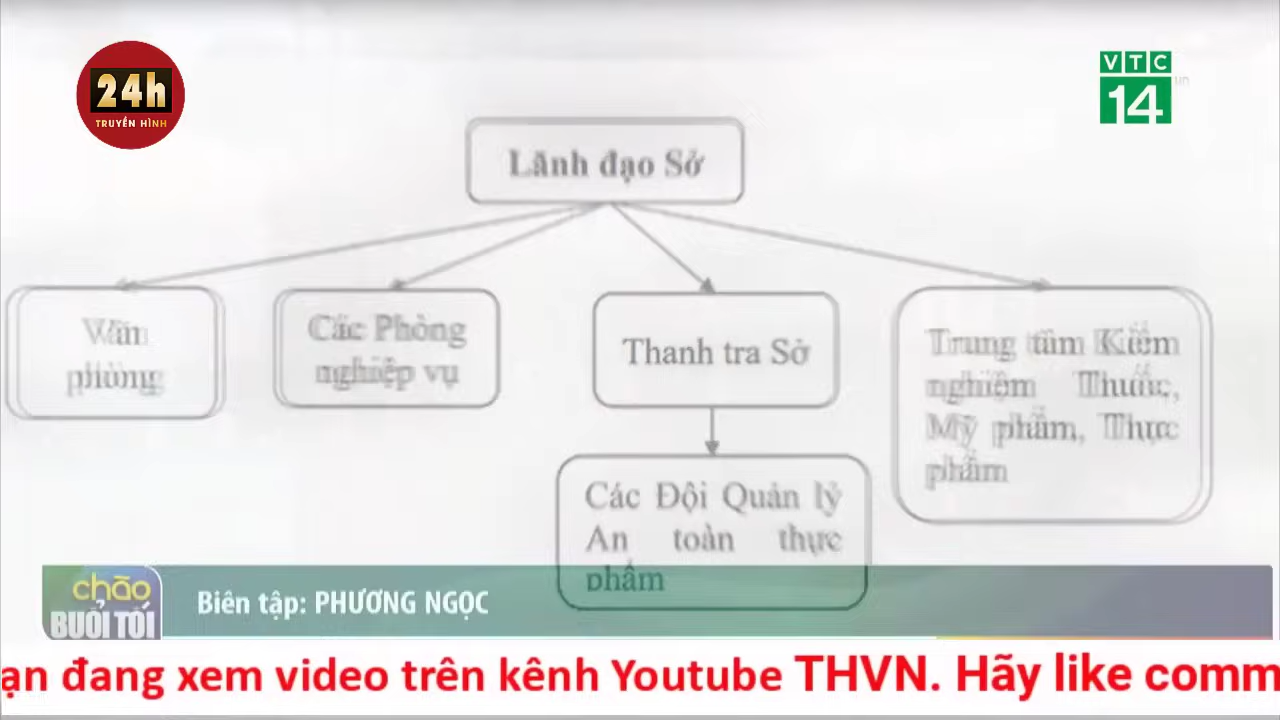 24h
TRUYỀN HÌNH
VTC
14
.vn
Lãnh đạo Sở
Văn
phòng
Các Phòng
nghiệp vụ
Thanh tra Sở
Trung tâm Kiểm
nghiệm Thuốc,
Mỹ phẩm, Thực
phẩm
Các Đội Quản lý
An toàn thực
phẩm
chào
BUỔI TỐI
Biên tập: PHƯƠNG NGỌC
ạn đang xem video trên kênh Youtube THVN. Hãy like comm